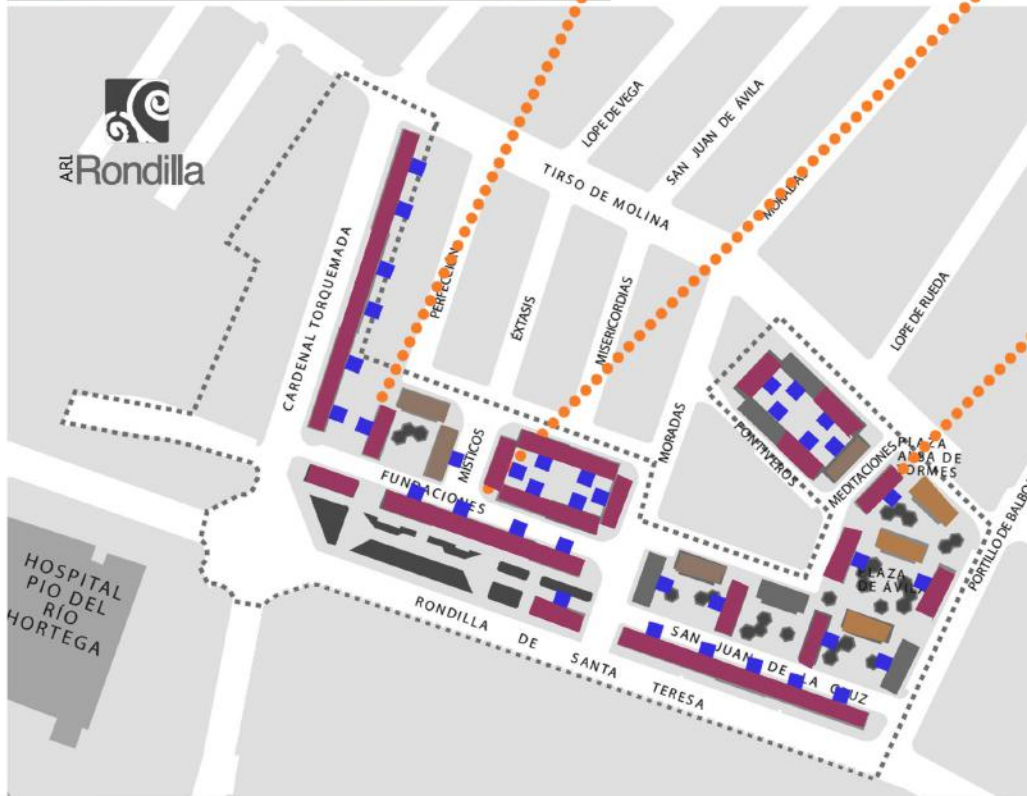 ARI Rondilla
LOPE DE VEGA
SAN JUAN DE ÁVILA
TIRSO DE MOLINA
MORADAS
CARDENAL TORQUEMADA
PERFECCIÓN
ÉXTASIS
MISERICORDIAS
LOPE DE RUEDA
MORADAS
PONTIVEROS
MEDITACIONES
PLAZA
ALBA DE
TORMES
MÍSTICOS
FUNDACIONES
PORTILLO DE BALBOA
PLAZA
DE ÁVILA
HOSPITAL
PIO DEL
RÍO
HORTEGA
RONDILLA DE SANTA TERESA
SAN JUAN DE LA CRUZ